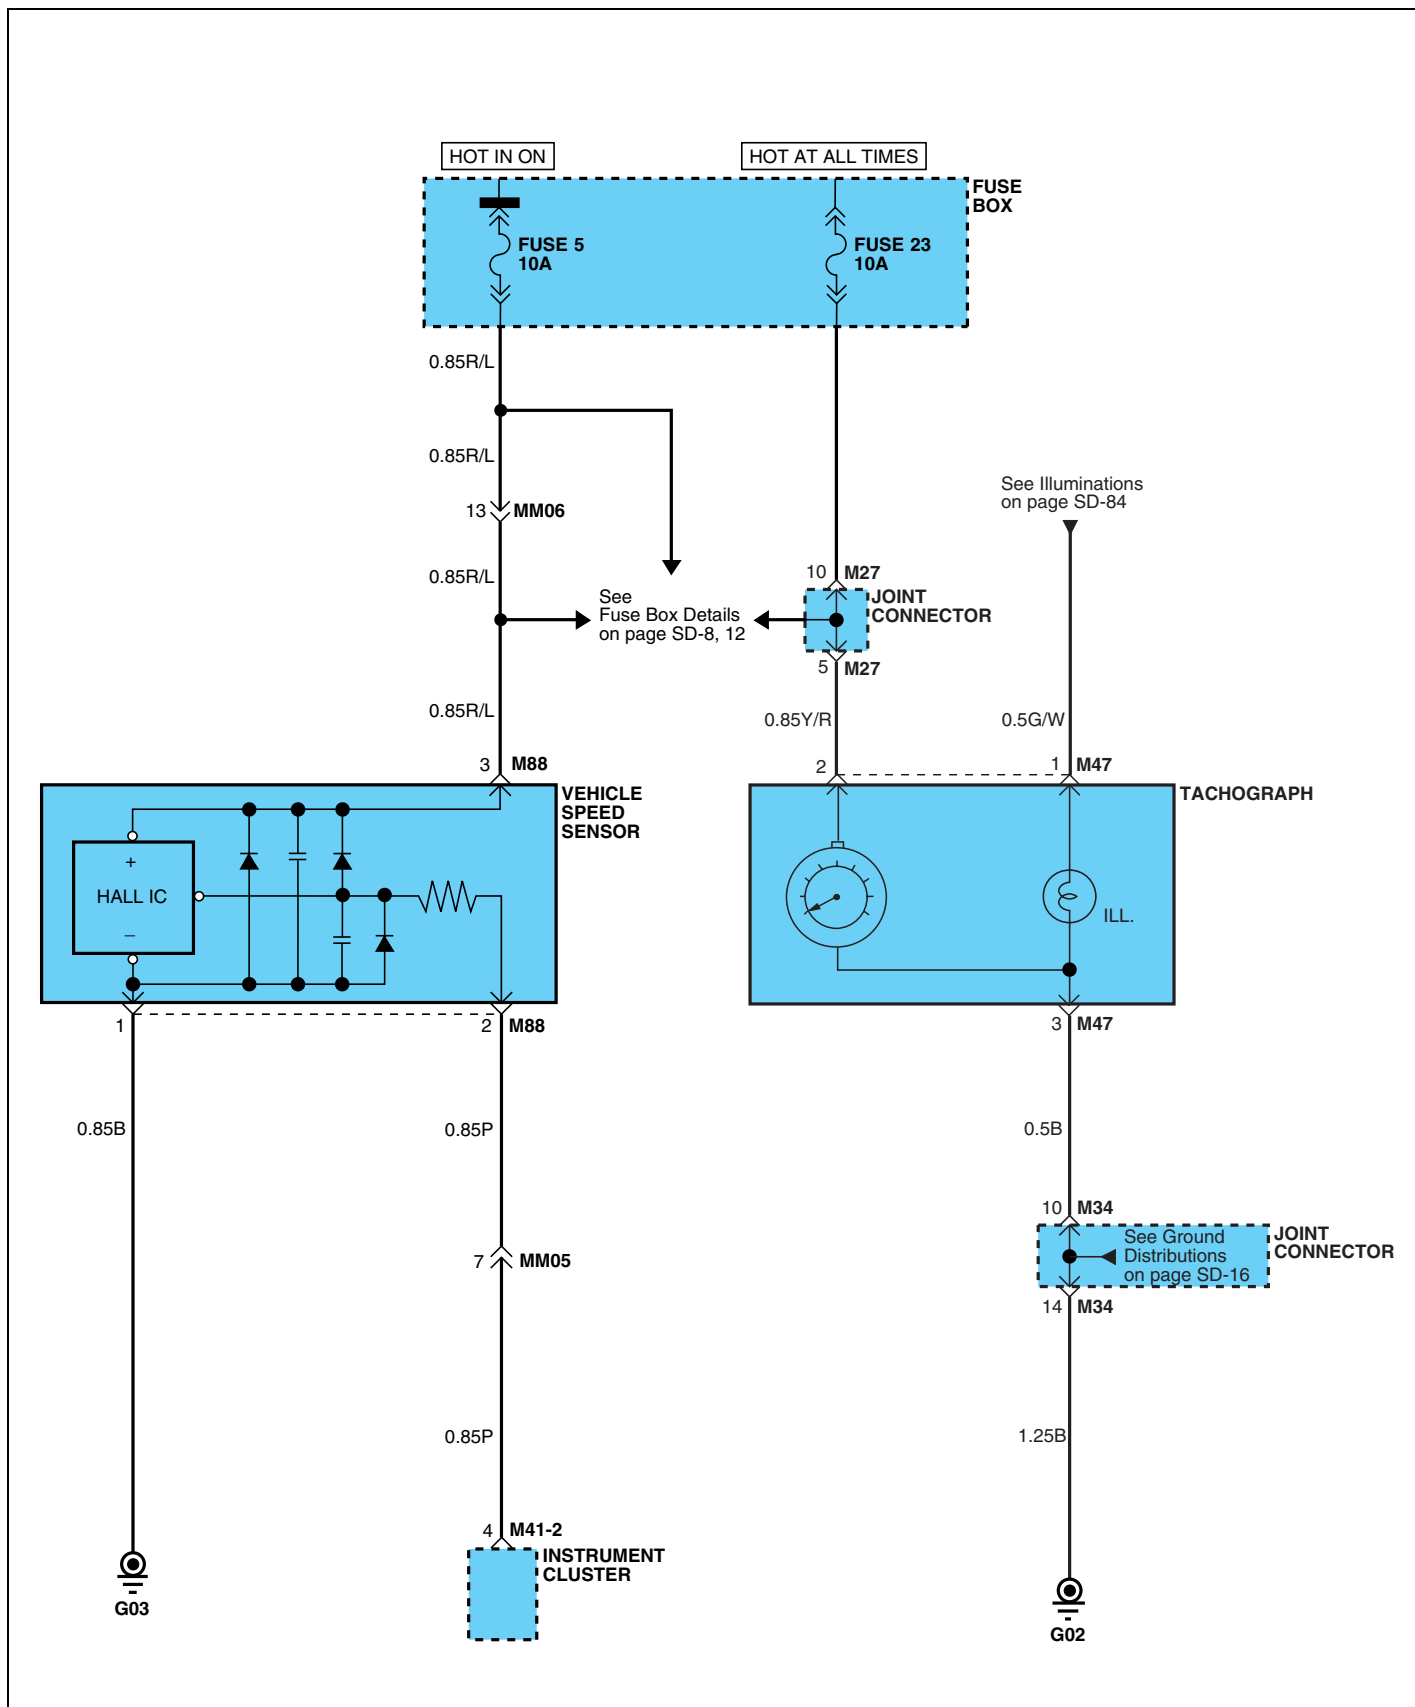 HOT IN ON
HOT AT ALL TIMES
FUSE
BOX
FUSE 5
10A
FUSE 23
10A
0.85R/L
0.85R/L
See Illuminations
on page SD-84
13 MM06
0.85R/L
10 M27
JOINT
CONNECTOR
See
Fuse Box Details
on page SD-8, 12
5 M27
0.85R/L
0.85Y/R
0.5G/W
3 M88
2
1 M47
VEHICLE
SPEED
SENSOR
TACHOGRAPH
+
HALL IC
–
ILL.
1
2 M88
3 M47
0.85B
0.85P
0.5B
10 M34
See Ground
Distributions
on page SD-16
JOINT
CONNECTOR
7 MM05
14 M34
0.85P
1.25B
4 M41-2
INSTRUMENT
CLUSTER
G03
G02